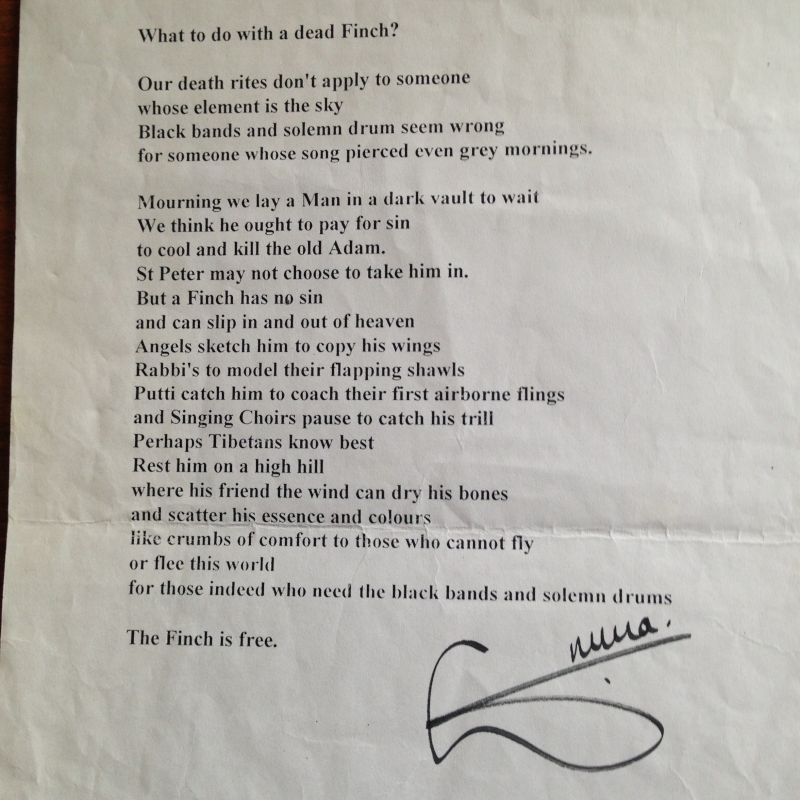 What to do with a dead Finch?
Our death rites don't apply to someone
whose element is the sky
Black bands and solemn drum seem wrong
for someone whose song pierced even grey mornings.
Mourning we lay a Man in a dark vault to wait
We think he ought to pay for sin
to cool and kill the old Adam.
St Peter may not choose to take him in.
But a Finch has no sin
and can slip in and out of heaven
Angels sketch him to copy his wings
Rabbi's to model their flapping shawls
Putti catch him to coach their first airborne flings
and Singing Choirs pause to catch his trill
Perhaps Tibetans know best
Rest him on a high hill
where his friend the wind can dry his bones
and scatter his essence and colours
like crumbs of comfort to those who cannot fly
or flee this world
for those indeed who need the black bands and solemn drums
The Finch is free.